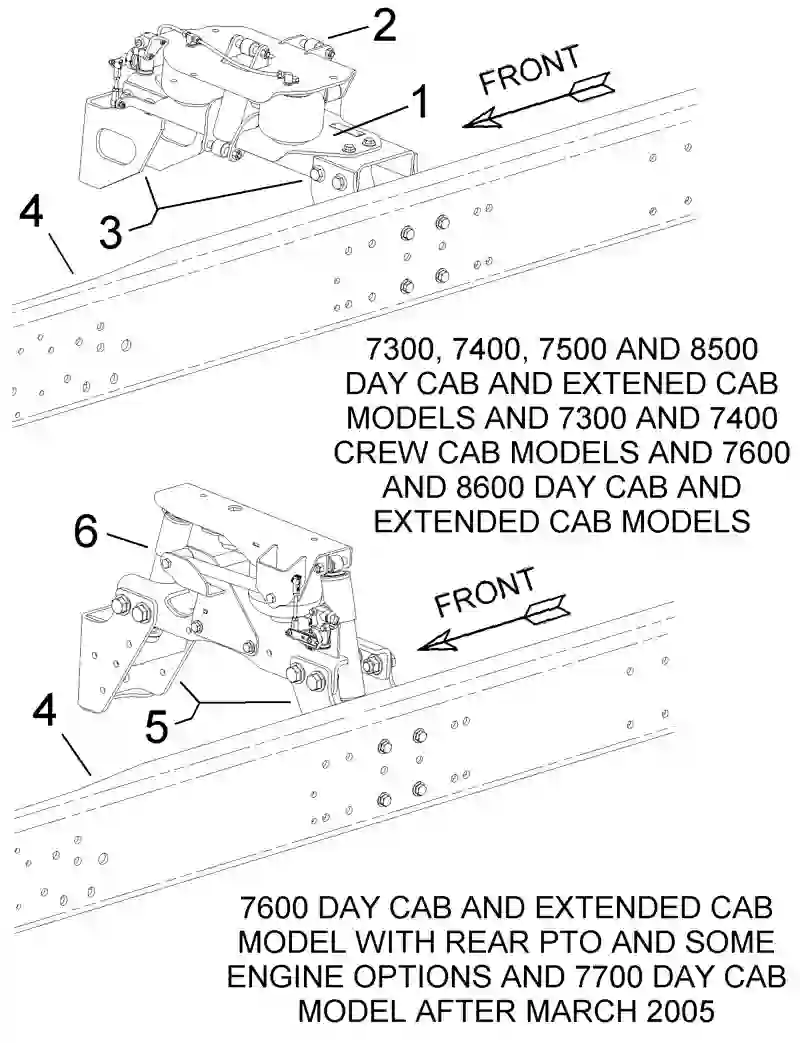 2
FRONT
1
3
4
7300, 7400, 7500 AND 8500
DAY CAB AND EXTENED CAB
MODELS AND 7300 AND 7400
CREW CAB MODELS AND 7600
AND 8600 DAY CAB AND
EXTENDED CAB MODELS
6
FRONT
5
4
7600 DAY CAB AND EXTENDED CAB
MODEL WITH REAR PTO AND SOME
ENGINE OPTIONS AND 7700 DAY CAB
MODEL AFTER MARCH 2005